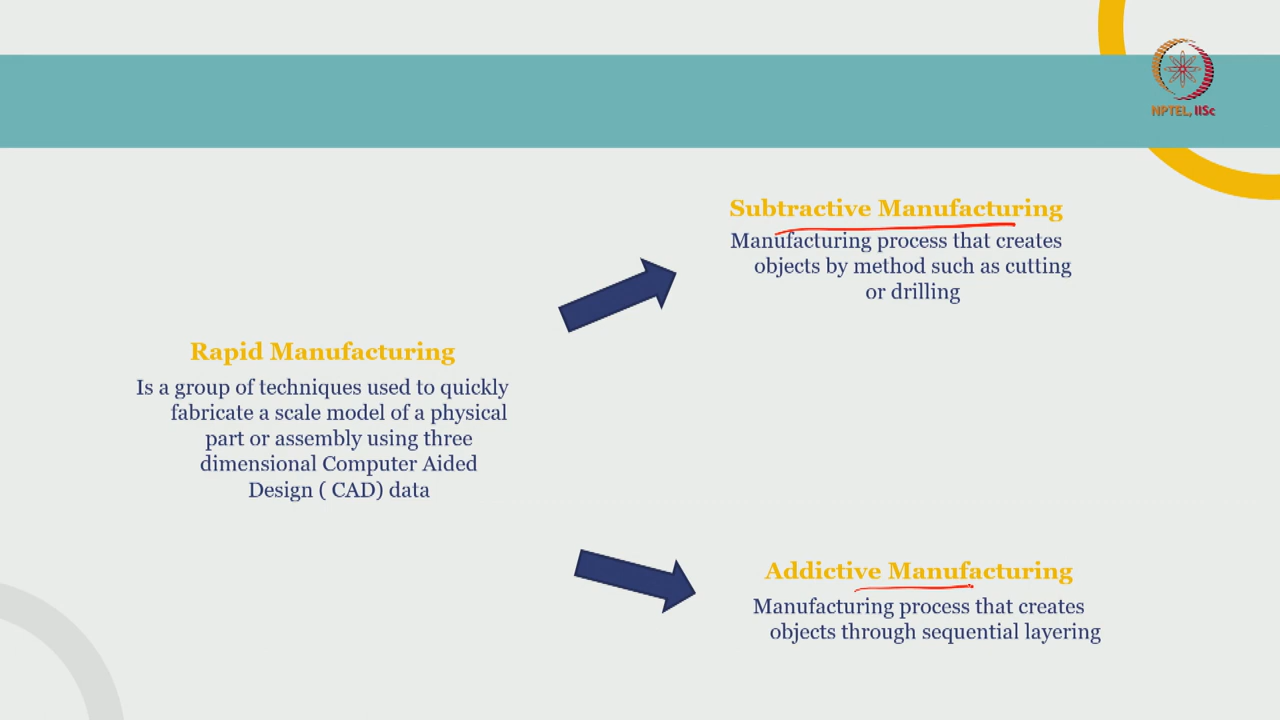 NPTEL, IISc
Subtractive Manufacturing
Manufacturing process that creates
objects by method such as cutting
or drilling
Rapid Manufacturing
Is a group of techniques used to quickly
fabricate a scale model of a physical
part or assembly using three
dimensional Computer Aided
Design ( CAD) data
Addictive Manufacturing
Manufacturing process that creates
objects through sequential layering